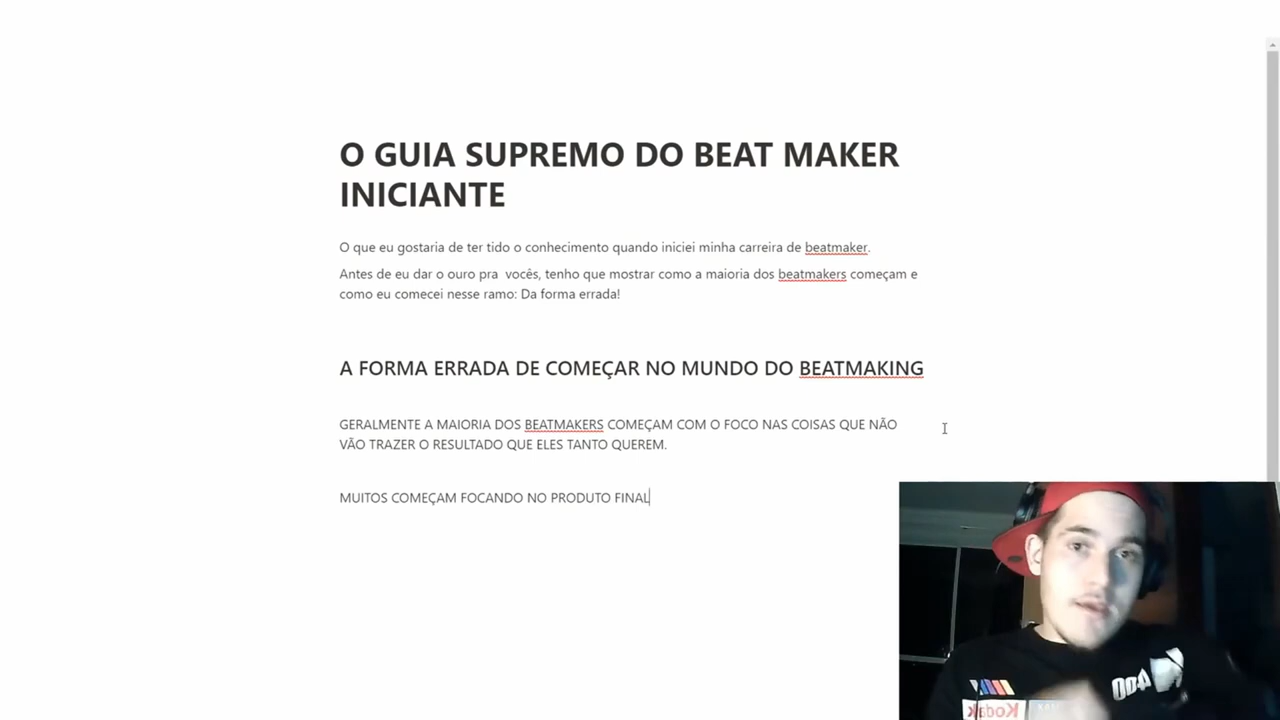 O GUIA SUPREMO DO BEAT MAKER
INICIANTE
O que eu gostaria de ter tido o conhecimento quando iniciei minha carreira de beatmaker.
Antes de eu dar o ouro pra  vocês, tenho que mostrar como a maioria dos beatmakers começam e
como eu comecei nesse ramo: Da forma errada!
A FORMA ERRADA DE COMEÇAR NO MUNDO DO BEATMAKING
GERALMENTE A MAIORIA DOS BEATMAKERS COMEÇAM COM O FOCO NAS COISAS QUE NÃO
VÃO TRAZER O RESULTADO QUE ELES TANTO QUEREM.
MUITOS COMEÇAM FOCANDO NO PRODUTO FINAL
Kodak